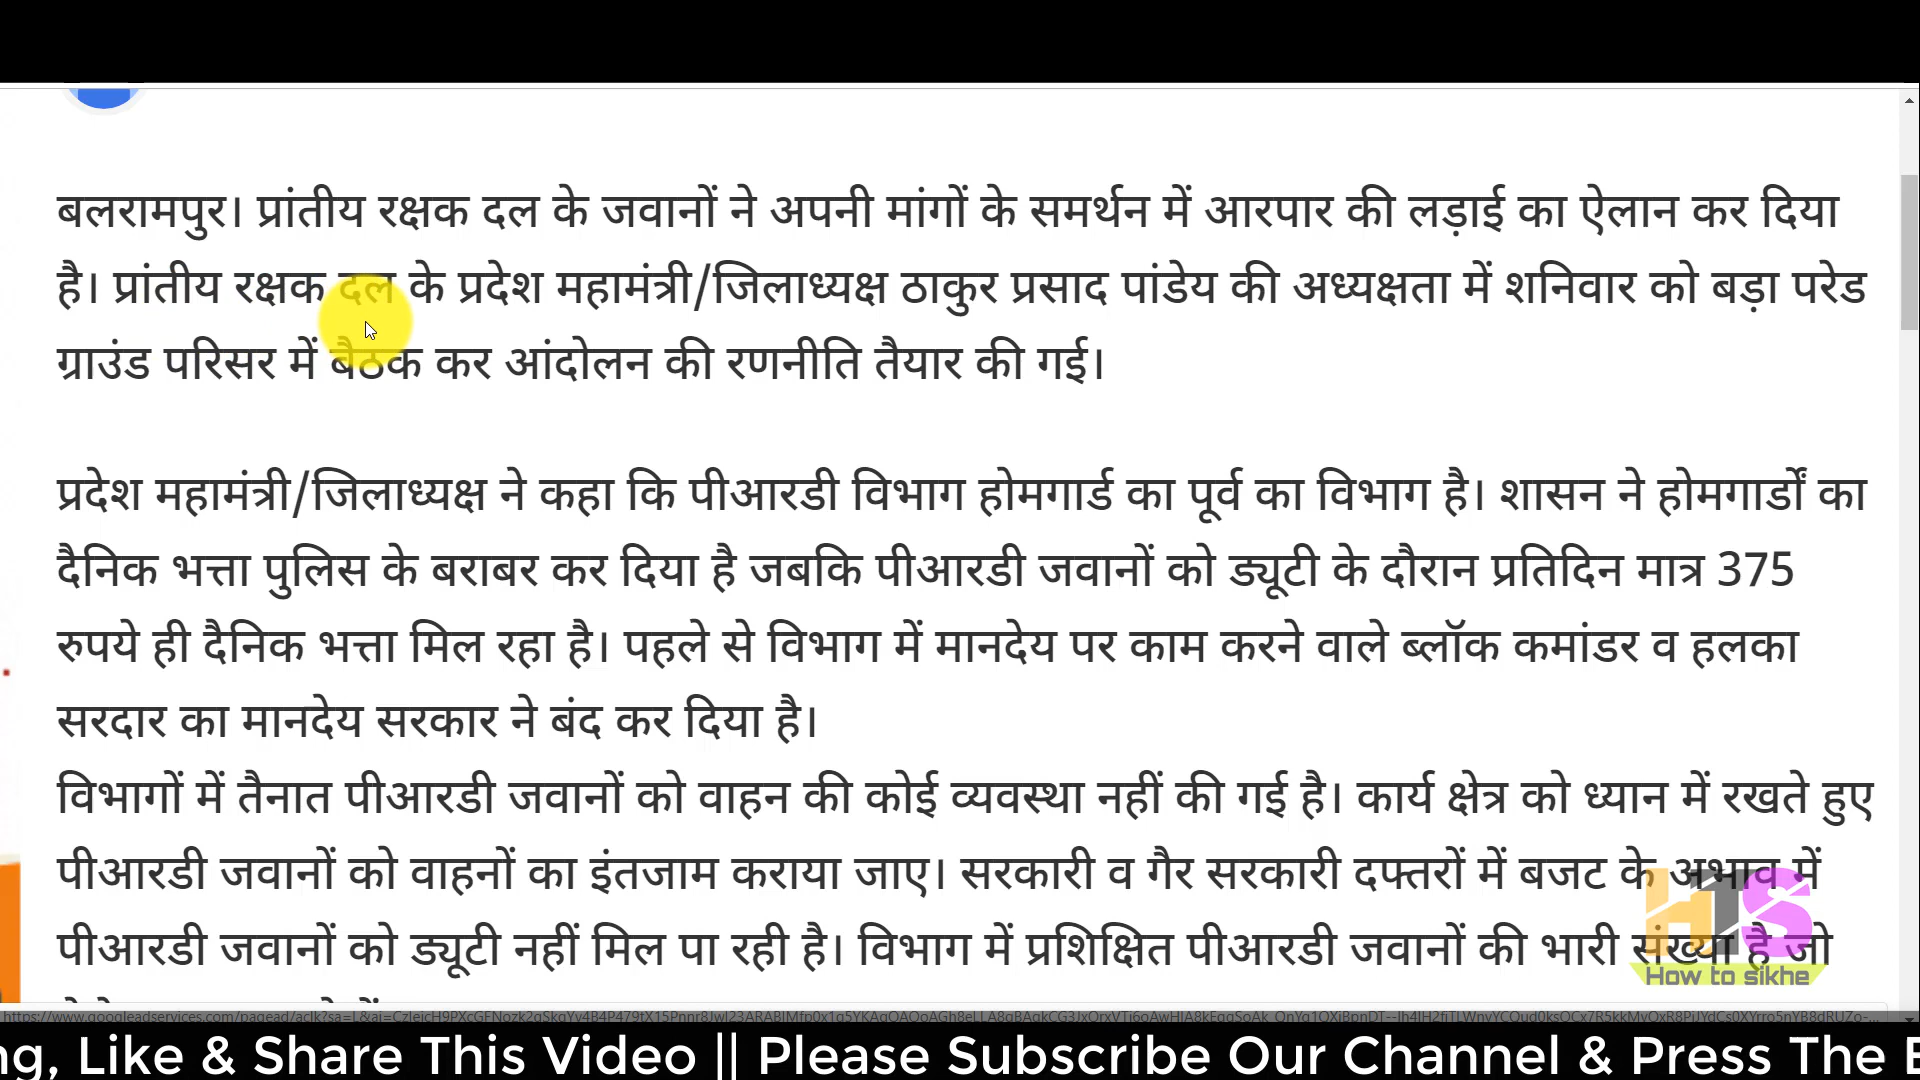 बलरामपुर। प्रांतीय रक्षक दल के जवानों ने अपनी मांगों के समर्थन में आरपार की लड़ाई का ऐलान कर दिया
है। प्रांतीय रक्षक दल के प्रदेश महामंत्री/जिलाध्यक्ष ठाकुर प्रसाद पांडेय की अध्यक्षता में शनिवार को बड़ा परेड
ग्राउंड परिसर में बैठक कर आंदोलन की रणनीति तैयार की गई।
प्रदेश महामंत्री/जिलाध्यक्ष ने कहा कि पीआरडी विभाग होमगार्ड का पूर्व का विभाग है। शासन ने होमगार्डों का
दैनिक भत्ता पुलिस के बराबर कर दिया है जबकि पीआरडी जवानों को ड्यूटी के दौरान प्रतिदिन मात्र 375
रुपये ही दैनिक भत्ता मिल रहा है। पहले से विभाग में मानदेय पर काम करने वाले ब्लॉक कमांडर व हलका
सरदार का मानदेय सरकार ने बंद कर दिया है।
विभागों में तैनात पीआरडी जवानों को वाहन की कोई व्यवस्था नहीं की गई है। कार्य क्षेत्र को ध्यान में रखते हुए
पीआरडी जवानों को वाहनों का इंतजाम कराया जाए। सरकारी व गैर सरकारी दफ्तरों में बजट के अभाव में
पीआरडी जवानों को ड्यूटी नहीं मिल पा रही है। विभाग में प्रशिक्षित पीआरडी जवानों की भारी संख्या है जो
HTS
How to sikhe
ng, Like & Share This Video || Please Subscribe Our Channel & Press The